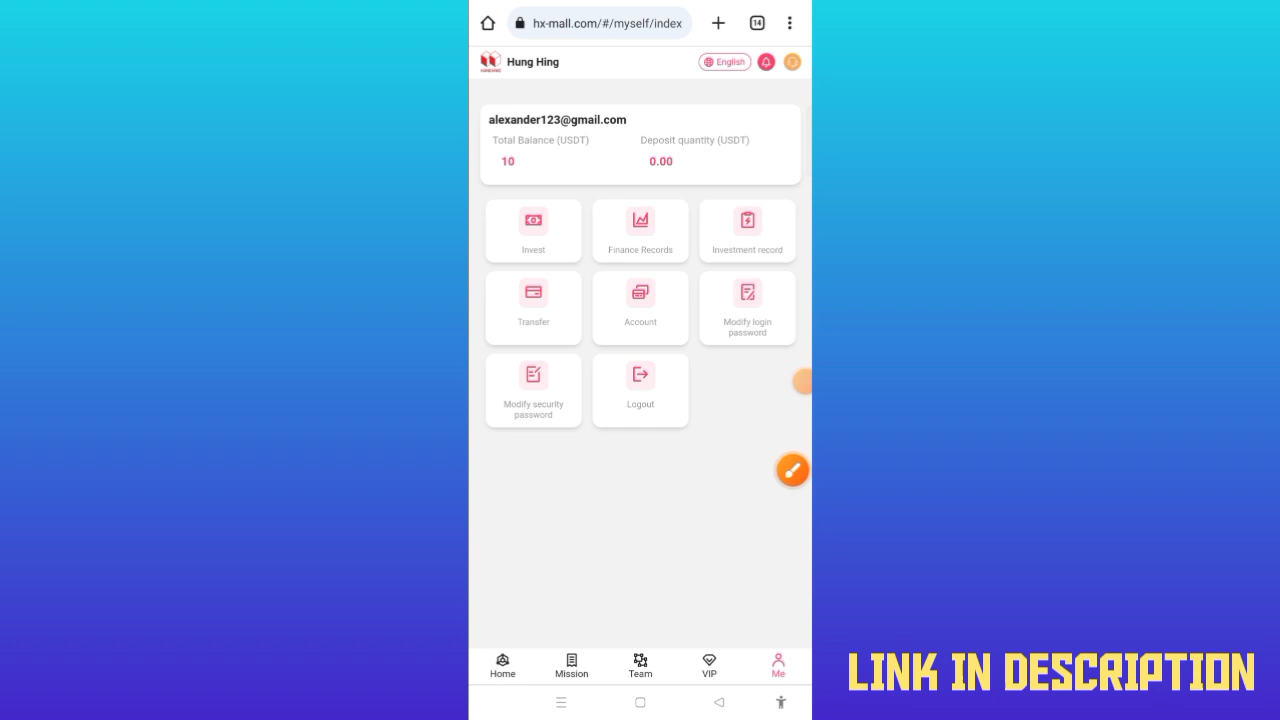 hx-mall.com/#/myself/index
14
Hung Hing
English
alexander123@gmail.com
Total Balance (USDT) Deposit quantity (USDT)
10 0.00
Invest Finance Records Investment record
Transfer Account Modify login
password
Modify security
password
Logout
Home Mission Team VIP Me
LINK IN DESCRIPTION